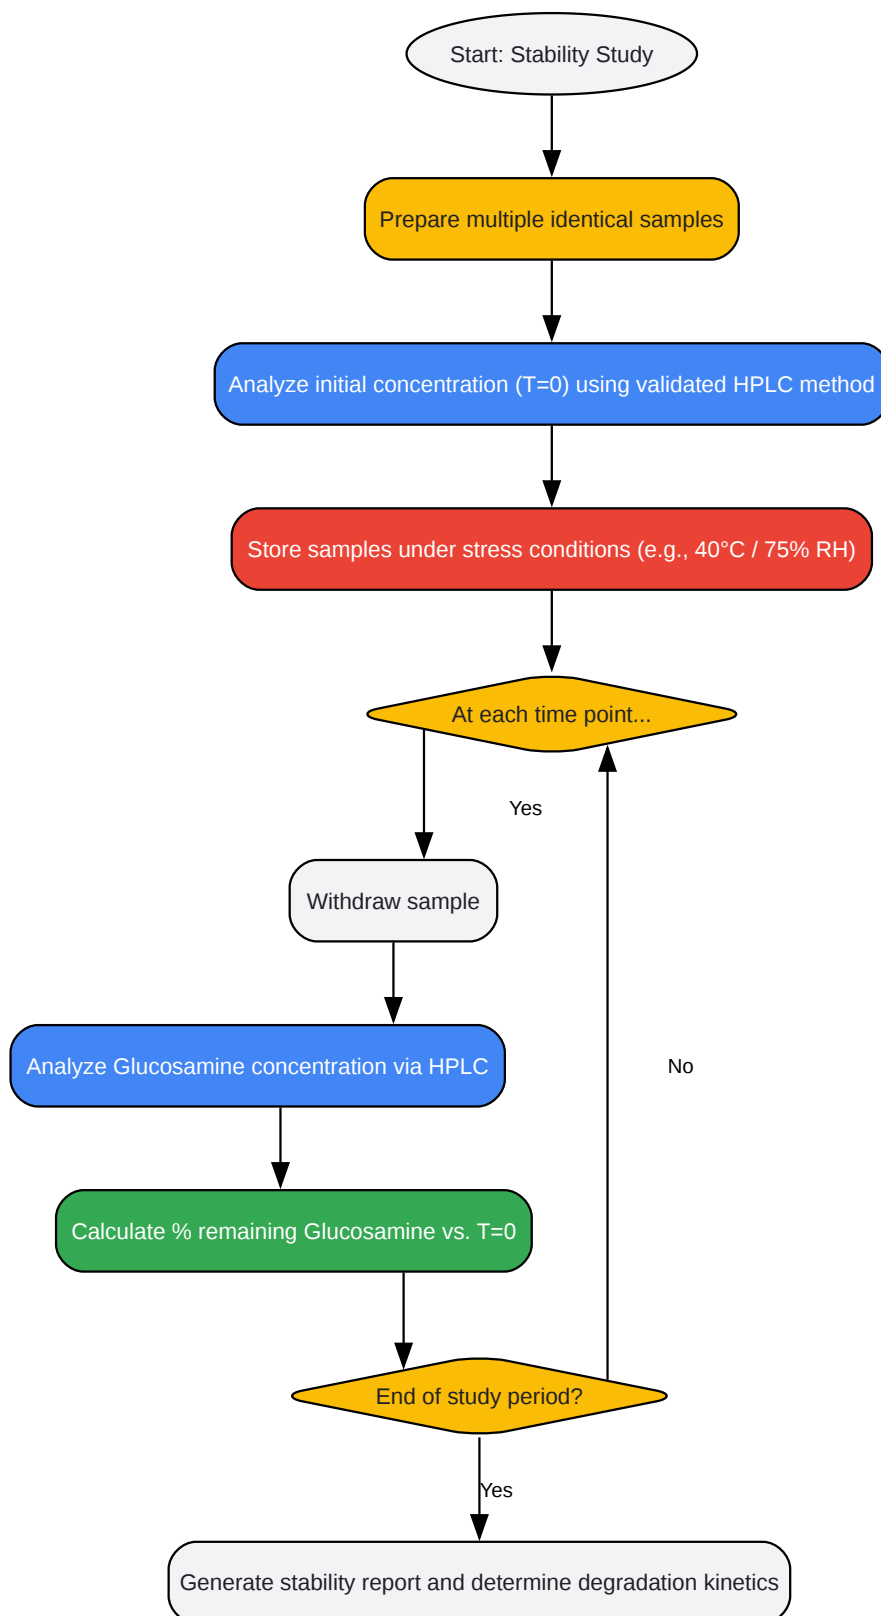 Start: Stability Study
Prepare multiple identical samples
Analyze initial concentration (T=0) using validated HPLC method
Store samples under stress conditions (e.g., 40°C / 75% RH)
At each time point...
Yes
Withdraw sample
Analyze Glucosamine concentration via HPLC
No
Calculate % remaining Glucosamine vs. T=0
End of study period?
Yes
Generate stability report and determine degradation kinetics